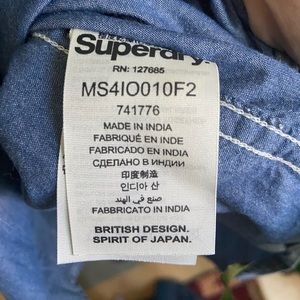 Superdry.
RN: 127685
MS4IO010F2
741776
MADE IN INDIA
FABRIQUÉ EN INDE
FABRICADO EN INDIA
СДЕЛАНО В ИНДИИ
印度制造
인디아 산
صنع في الهند
FABBRICATO IN INDIA
BRITISH DESIGN.
SPIRIT OF JAPAN.